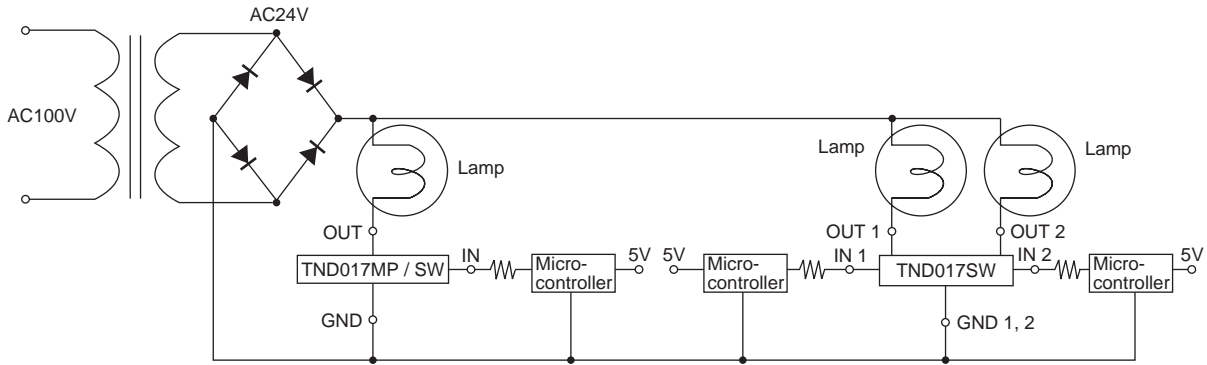 AC24V
AC100V
Lamp
Lamp
Lamp
OUT
OUT 1
OUT 2
TND017MP / SW
IN
Micro-
controller
5V
5V
Micro-
controller
IN 1
TND017SW
IN 2
Micro-
controller
5V
GND
GND 1, 2